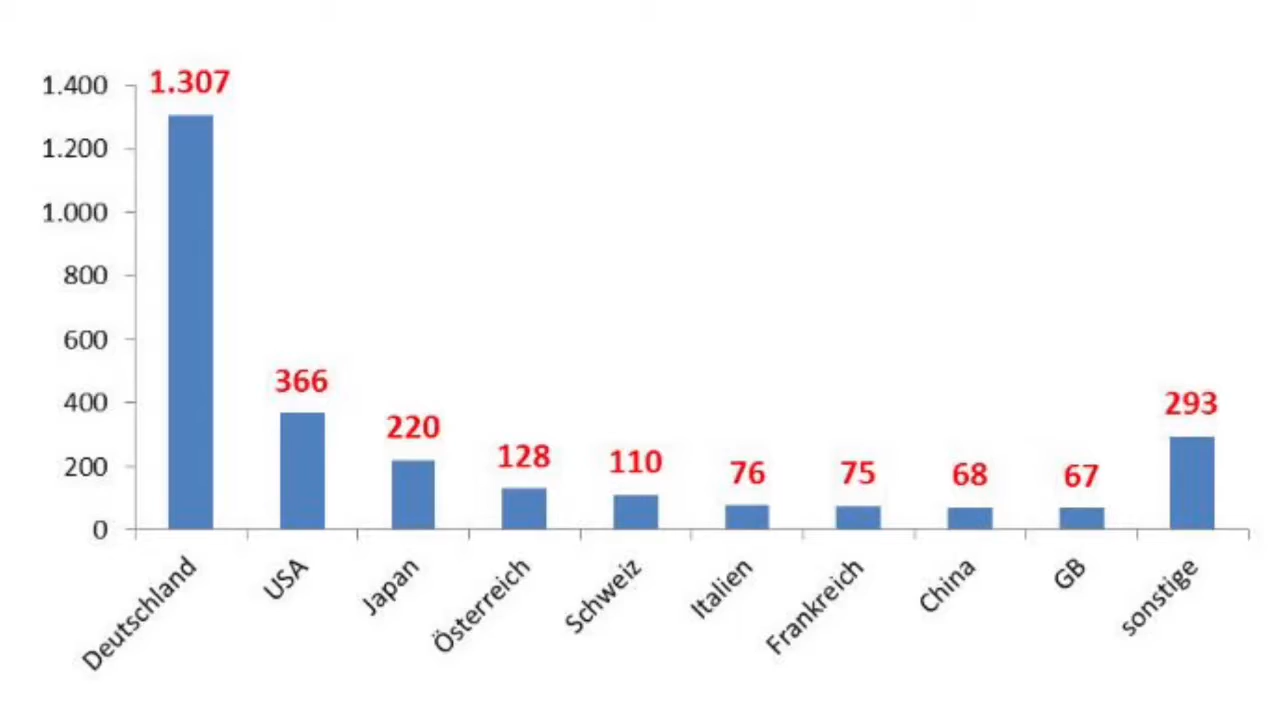 1.400
1.200
1.000
800
600
400
200
0
1.307
366
220
128
110
76
75
68
67
293
Deutschland
USA
Japan
Österreich
Schweiz
Italien
Frankreich
China
GB
sonstige